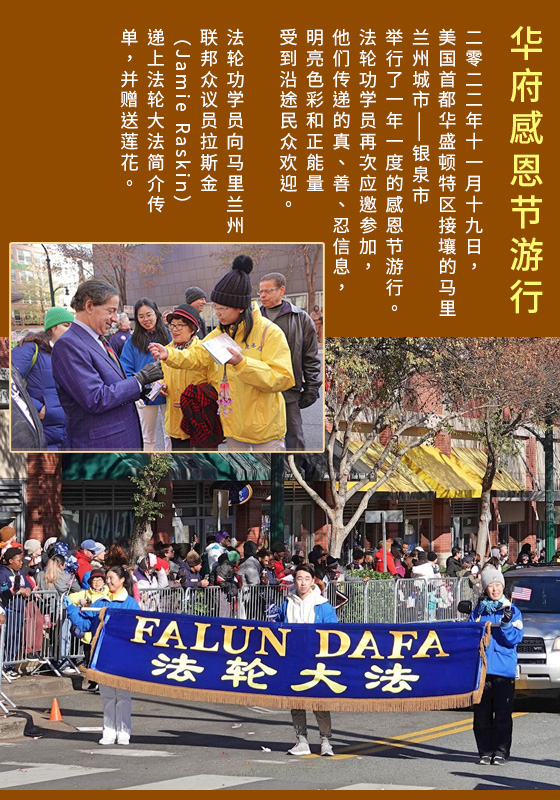 华府感恩节游行
二零二二年十一月十九日，
美国首都华盛顿特区接壤的马里
兰州城市——银泉市
举行了一年一度的感恩节游行。
法轮功学员再次应邀参加，
他们传递的真、善、忍信息，
明亮色彩和正能量
受到沿途民众欢迎。
法轮功学员向马里兰州
联邦众议员拉斯金
（Jamie Raskin）
递上法轮大法简介传
单，并赠送莲花。
FALUN DAFA
法轮大法